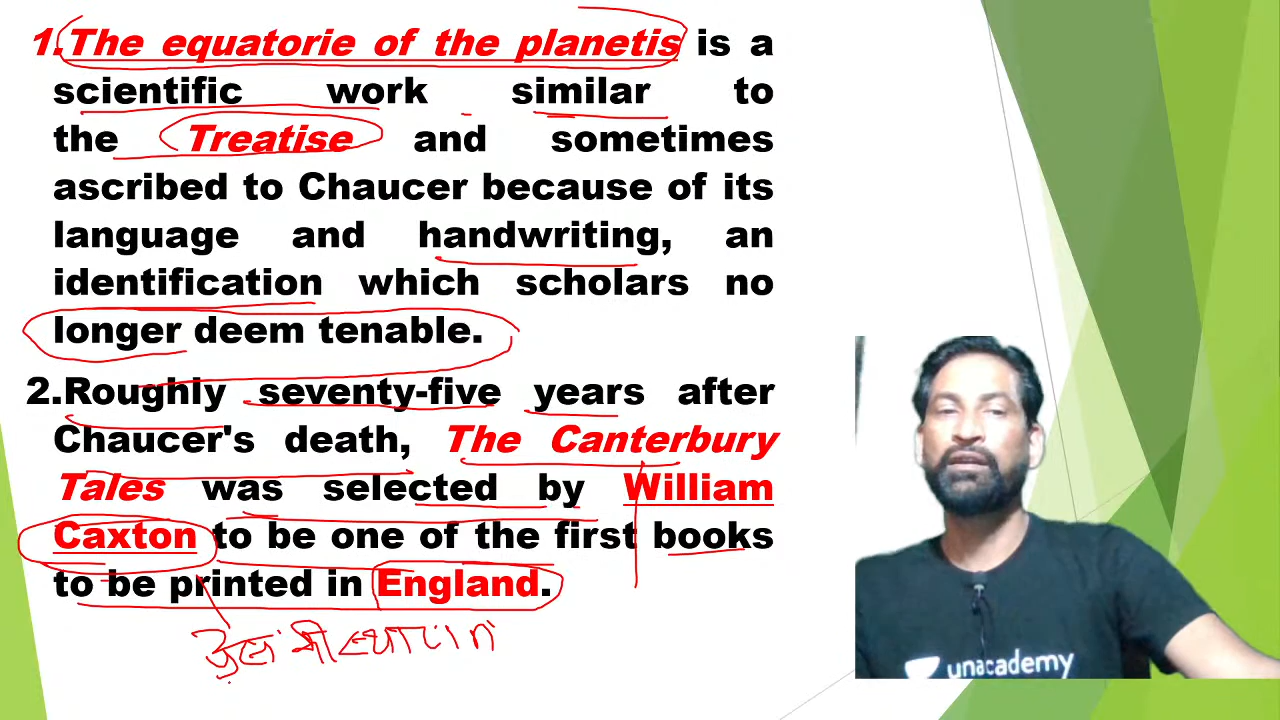 1.The equatorie of the planetis is a
scientific work similar to
the Treatise and sometimes
ascribed to Chaucer because of its
language and handwriting, an
identification which scholars no
longer deem tenable.
2.Roughly seventy-five years after
Chaucer's death, The Canterbury
Tales was selected by William
Caxton to be one of the first books
to be printed in England.
unacademy